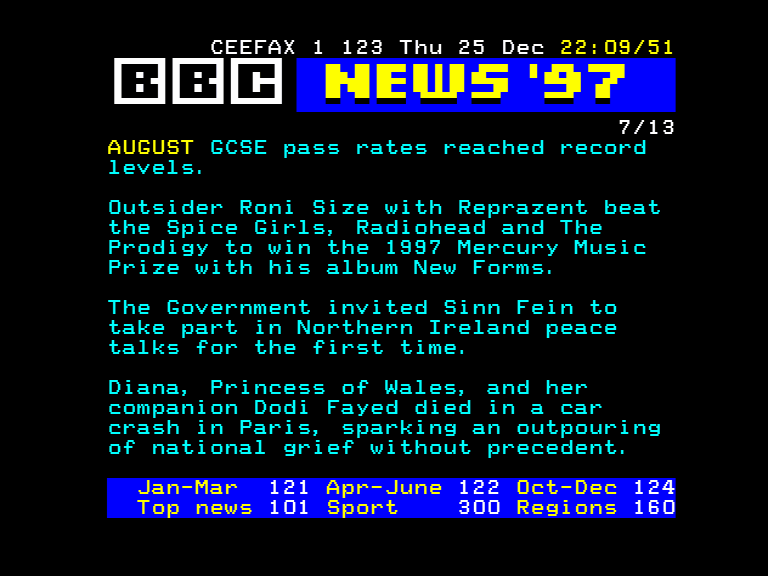 CEEFAX 1 123 Thu 25 Dec 22:09/51
BBC NEWS '97
7/13
AUGUST GCSE pass rates reached record
levels.
Outsider Roni Size with Reprazent beat
the Spice Girls, Radiohead and The
Prodigy to win the 1997 Mercury Music
Prize with his album New Forms.
The Government invited Sinn Fein to
take part in Northern Ireland peace
talks for the first time.
Diana, Princess of Wales, and her
companion Dodi Fayed died in a car
crash in Paris, sparking an outpouring
of national grief without precedent.
Jan-Mar 121 Apr-June 122 Oct-Dec 124
Top news 101 Sport 300 Regions 160